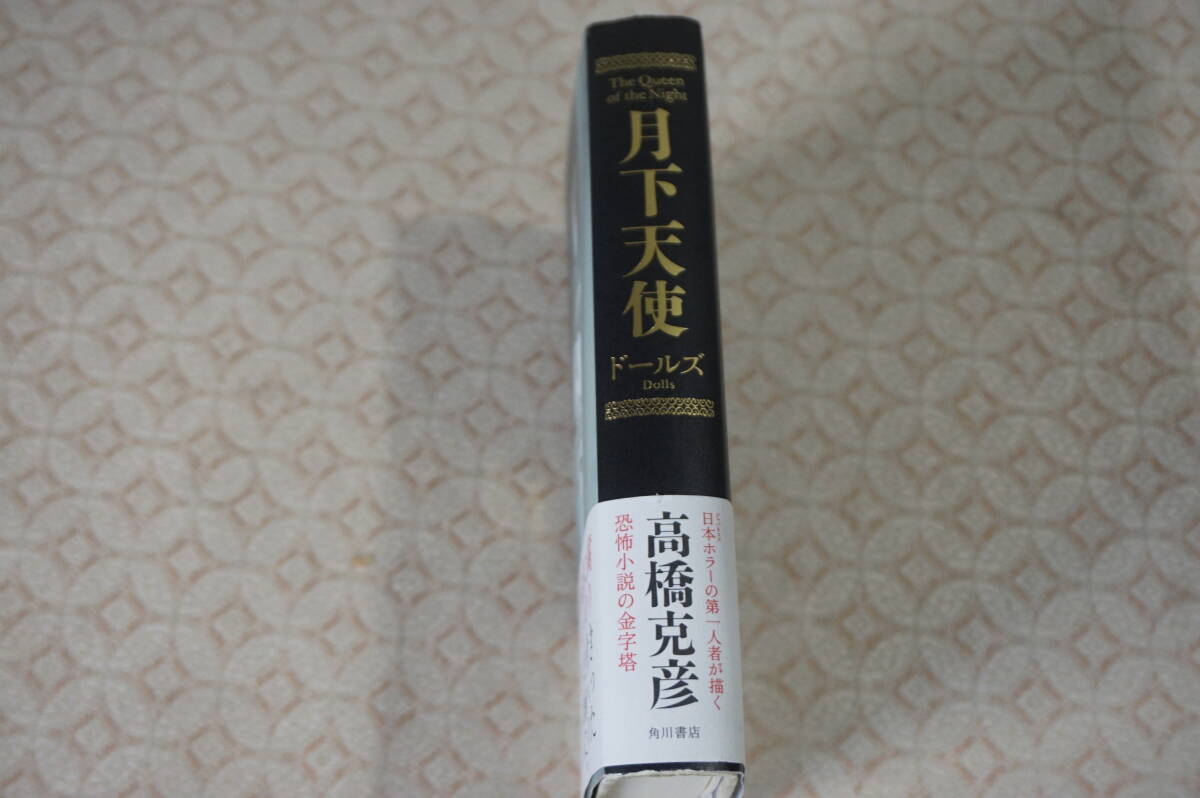 The Queen
of the Night
月下天使
ドールズ
Dolls
日本ホラーの第一人者が描く
高橋克彦
恐怖小説の金字塔
角川書店